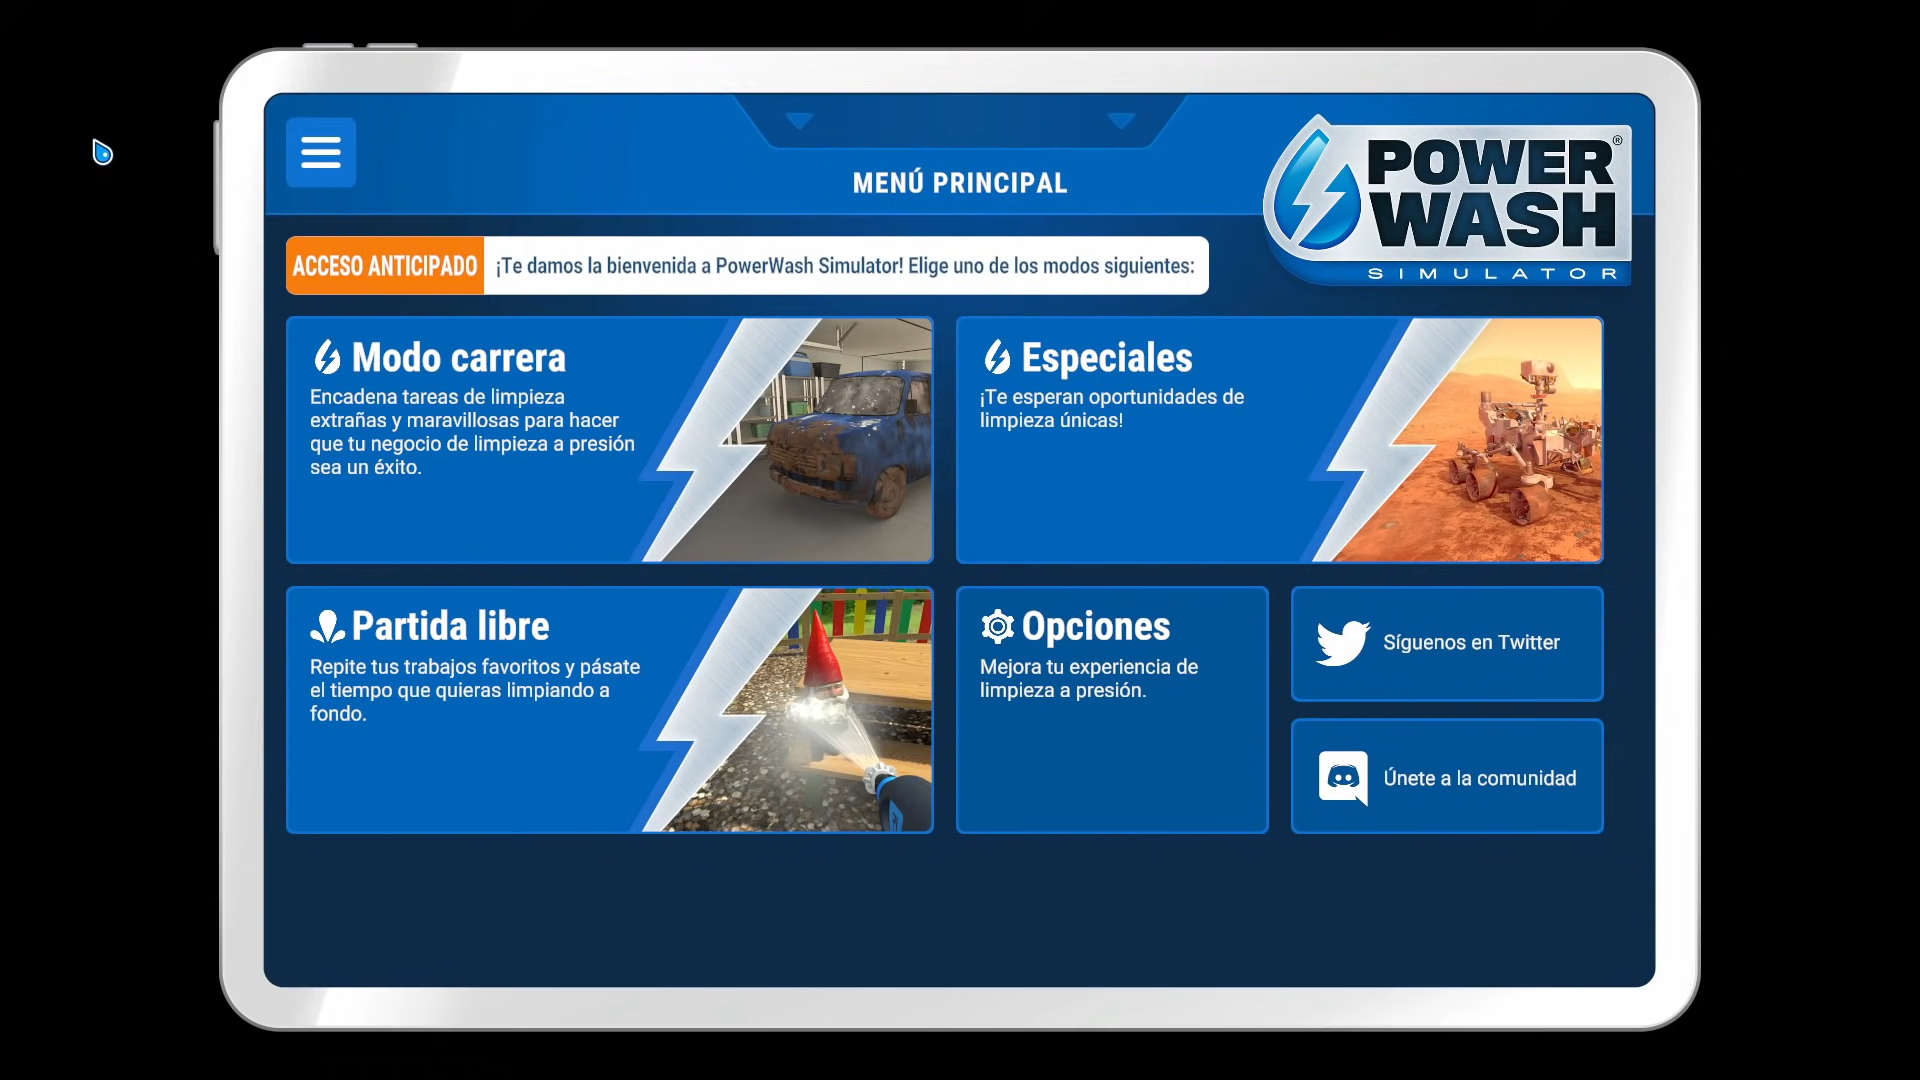 MENÚ PRINCIPAL
POWER
WASH
SIMULATOR
®
ACCESO ANTICIPADO
¡Te damos la bienvenida a PowerWash Simulator! Elige uno de los modos siguientes:
Modo carrera
Encadena tareas de limpieza
extrañas y maravillosas para hacer
que tu negocio de limpieza a presión
sea un éxito.
Especiales
¡Te esperan oportunidades de
limpieza únicas!
Partida libre
Repite tus trabajos favoritos y pásate
el tiempo que quieras limpiando a
fondo.
Opciones
Mejora tu experiencia de
limpieza a presión.
Síguenos en Twitter
Únete a la comunidad